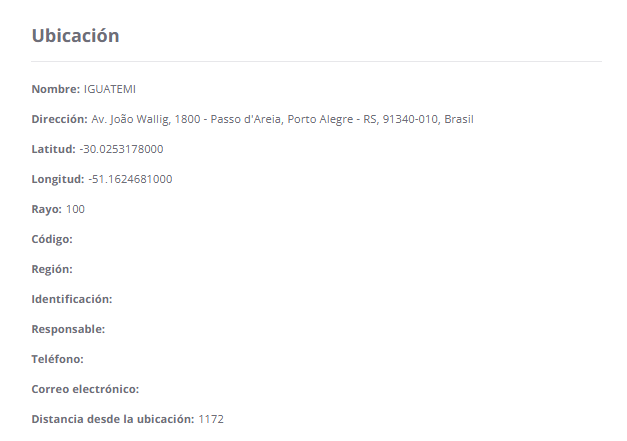 Ubicación
Nombre: IGUATEMI
Dirección: Av. João Wallig, 1800 - Passo d'Areia, Porto Alegre - RS, 91340-010, Brasil
Latitud: -30.0253178000
Longitud: -51.1624681000
Rayo: 100
Código:
Región:
Identificación:
Responsable:
Teléfono:
Correo electrónico:
Distancia desde la ubicación: 1172